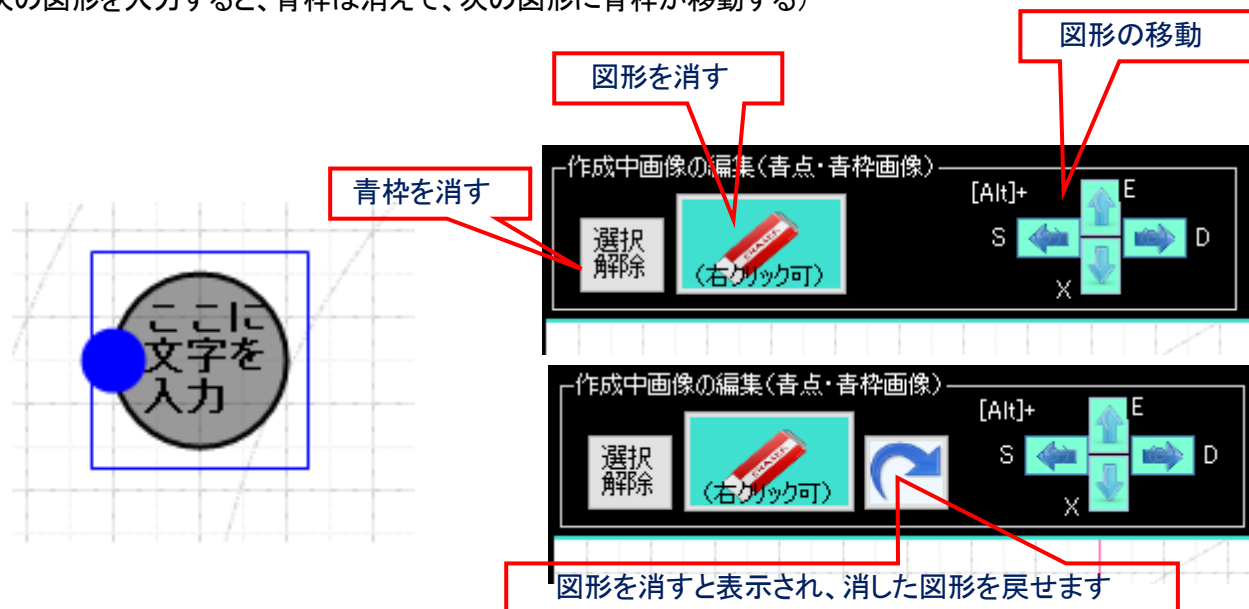 次の図形を入力すると、青枠は消えて、次の図形に青枠が移動する）
図形の移動
図形を消す
青枠を消す
作成中画像の編集（青点・青枠画像）
[Alt]+
E
S
D
X
選択
解除
（右クリック可）
ここに
文字を
入力
作成中画像の編集（青点・青枠画像）
[Alt]+
E
S
D
X
選択
解除
（右クリック可）
図形を消すと表示され、消した図形を戻せます